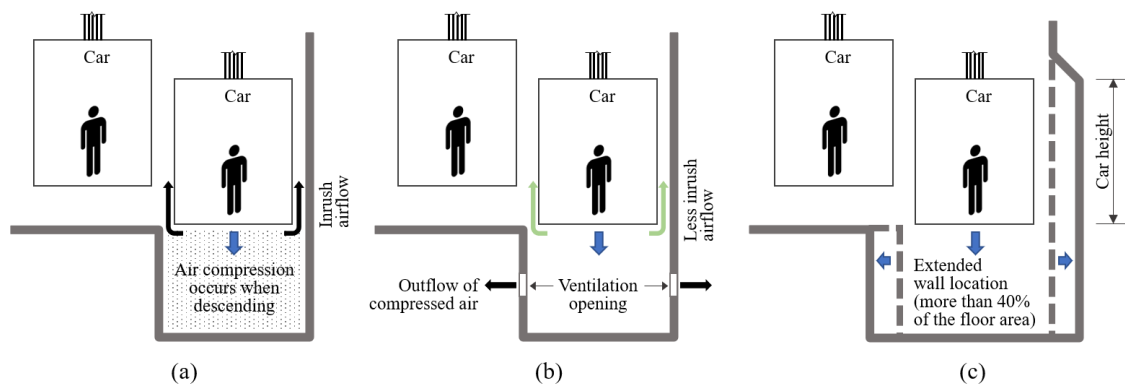 Car
Car
Inrush
airflow
Air compression
occurs when
descending
(a)
Car
Car
Less inrush
airflow
Outflow of
compressed air
Ventilation
opening
(b)
Car
Car
Car height
Extended
wall location
(more than 40%
of the floor area)
(c)